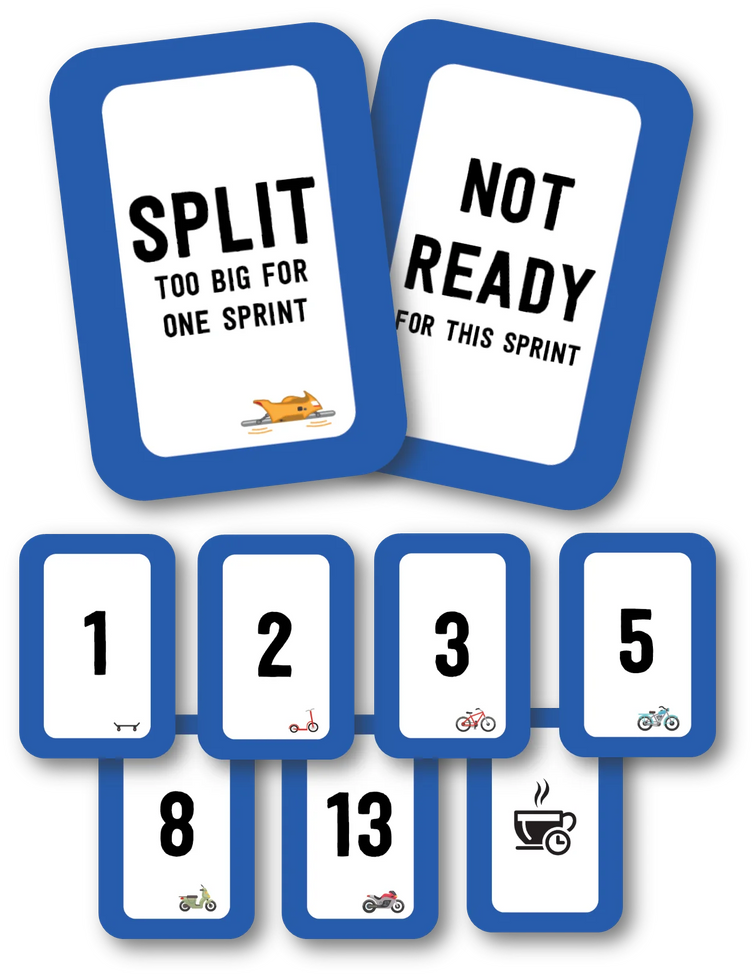 SPLIT
TOO BIG FOR
ONE SPRINT
NOT
READY
FOR THIS SPRINT
1
2
3
5
8
13